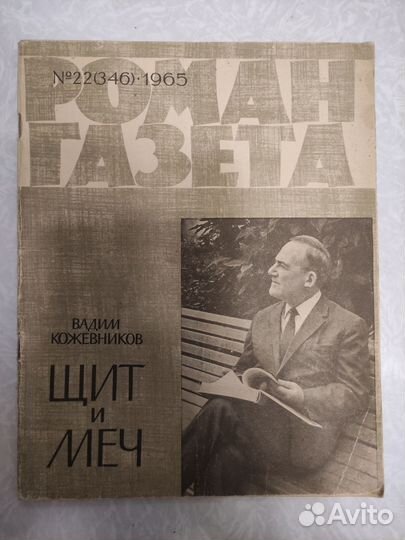 №22(346)·1965
РОМАН
ГАЗЕТА
ВАДИМ
КОЖЕВНИКОВ
ЩИТ
и
МЕЧ
Avito